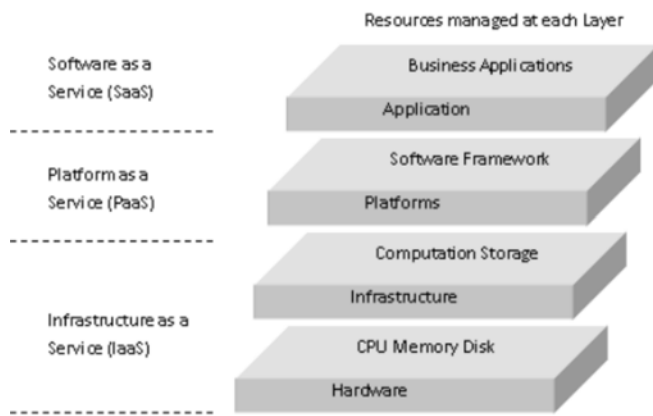 Resources managed at each Layer
Software as a
Service (SaaS)
Business Applications
Application
Platform as a
Service (PaaS)
Software Framework
Platforms
Computation Storage
Infrastructure
Infrastructure as a
Service (IaaS)
CPU Memory Disk
Hardware